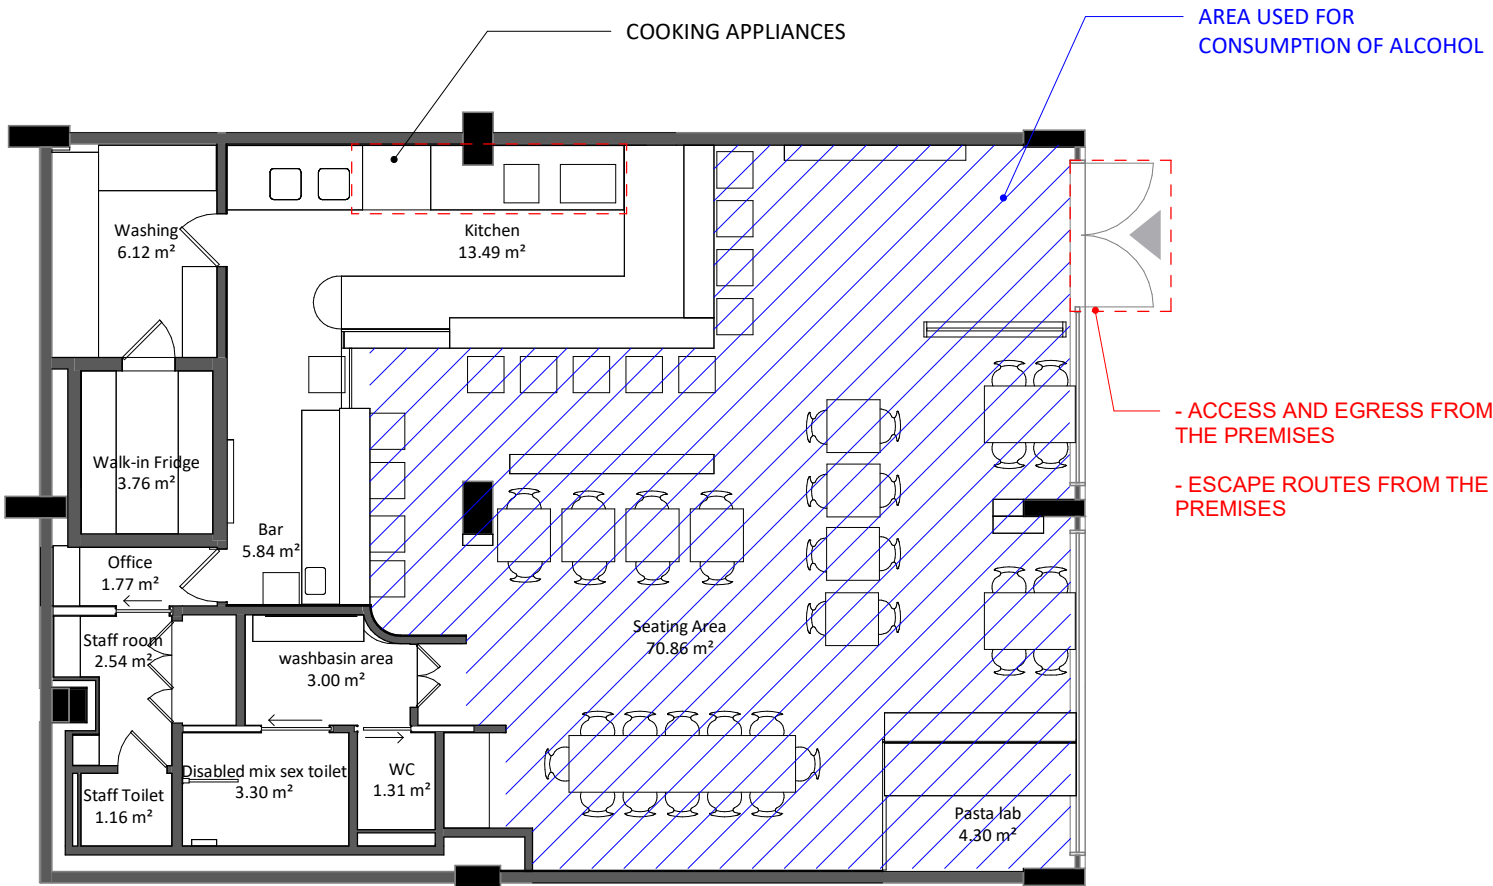 AREA USED FOR
CONSUMPTION OF ALCOHOL
COOKING APPLIANCES
Washing
6.12 m²
Kitchen
13.49 m²
- ACCESS AND EGRESS FROM
THE PREMISES
- ESCAPE ROUTES FROM THE
PREMISES
Walk-in Fridge
3.76 m²
Bar
5.84 m²
Office
1.77 m²
Staff room
2.54 m²
washbasin area
3.00 m²
Seating Area
70.86 m²
Disabled mix sex toilet
3.30 m²
WC
1.31 m²
Staff Toilet
1.16 m²
Pasta lab
4.30 m²